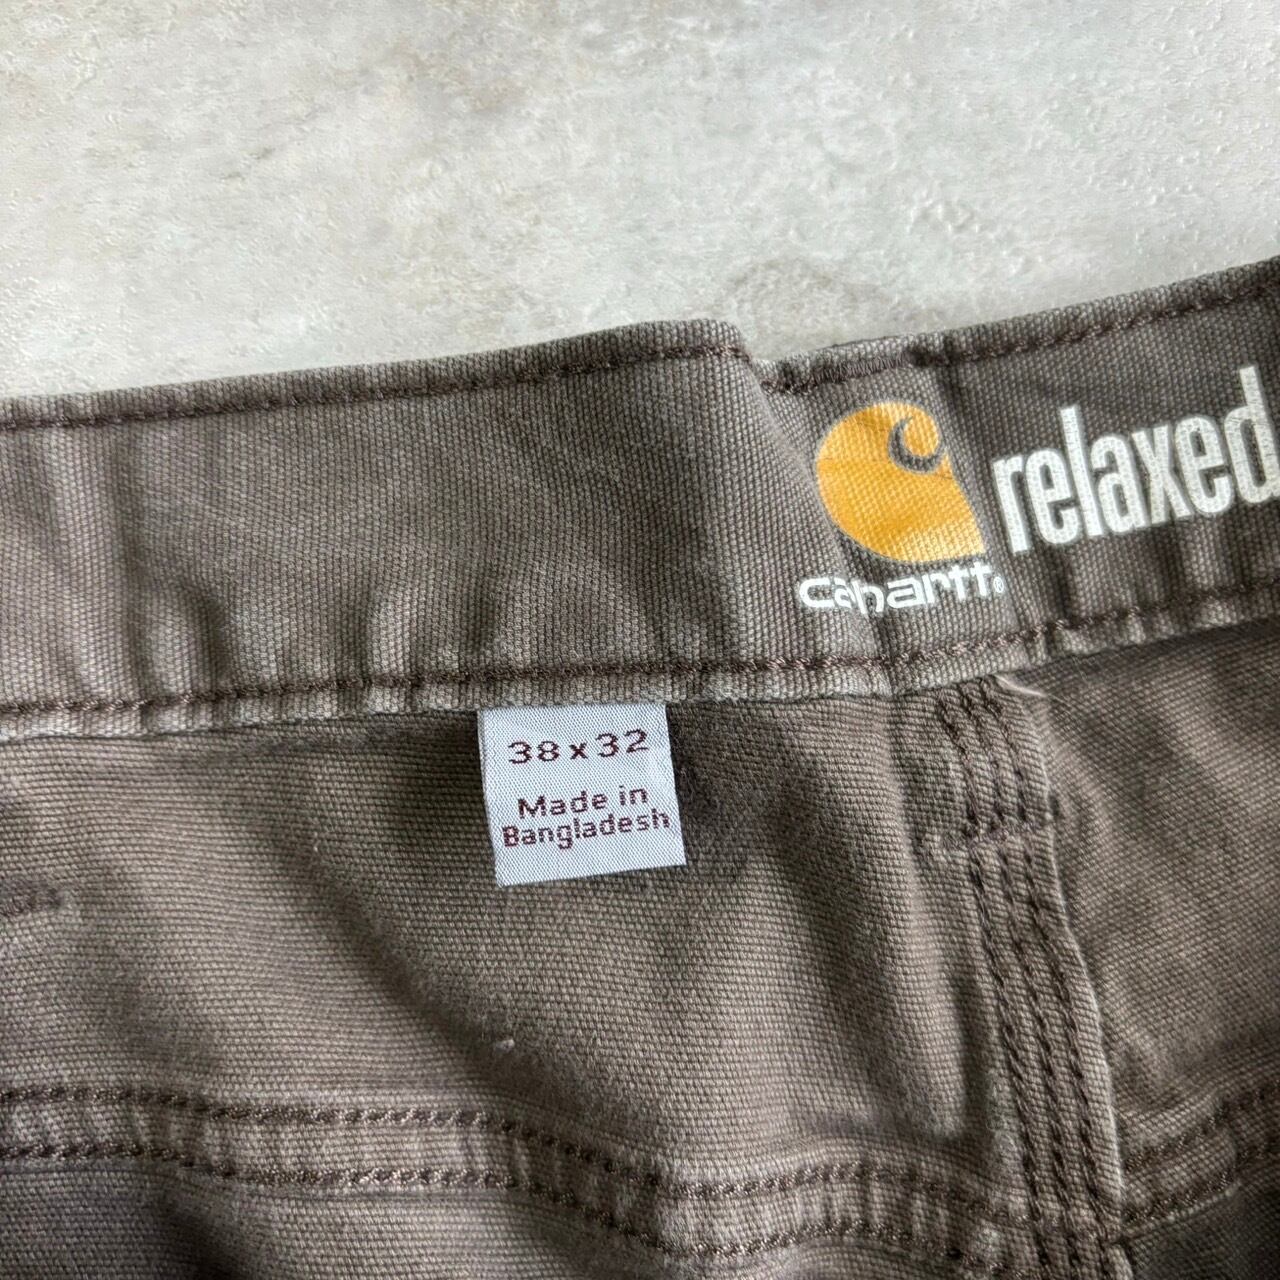 relaxed
carhartt®
38 x 32
Made in
Bangladesh